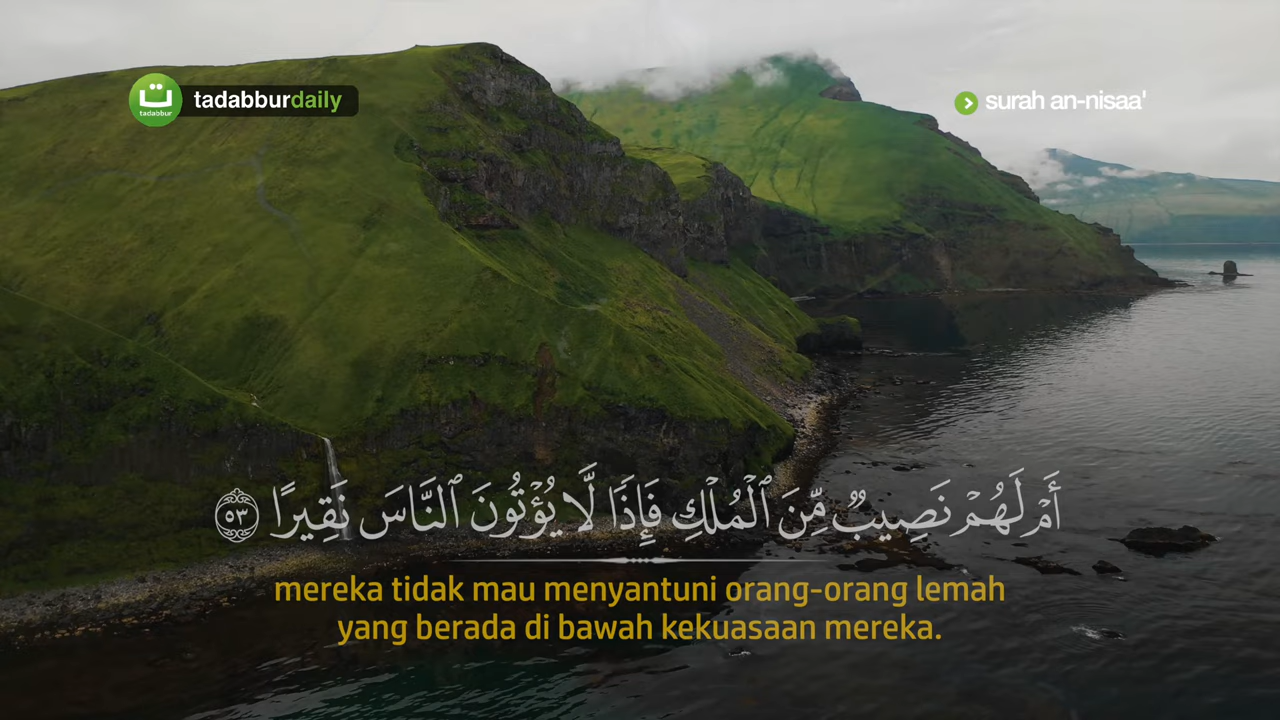 ت
tadabbur
tadabburdaily
surah an-nisaa'
أَمْ لَهُمْ نَصِيبٌ مِّنَ ٱلْمُلْكِ فَإِذًا لَّا يُؤْتُونَ ٱلنَّاسَ نَقِيرًا ٥٣
mereka tidak mau menyantuni orang-orang lemah
yang berada di bawah kekuasaan mereka.